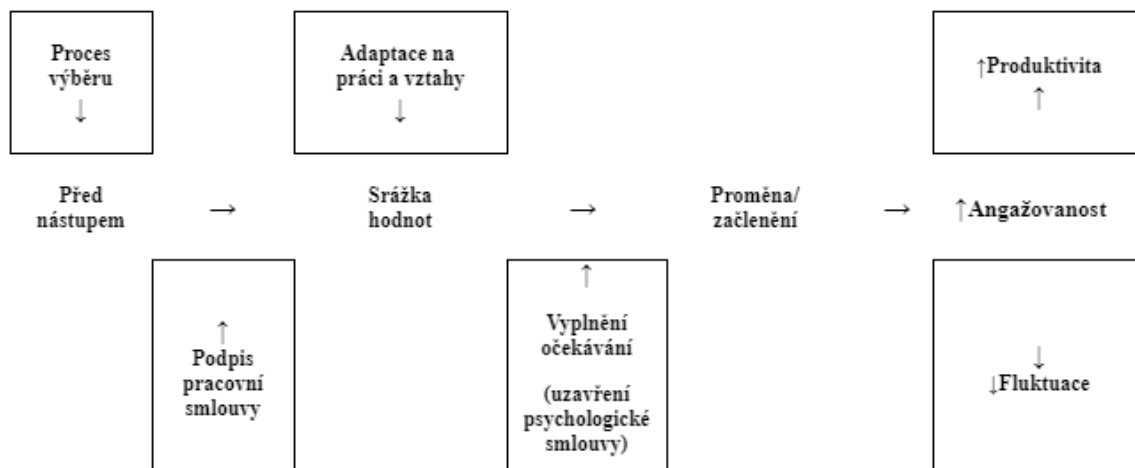 Proces
výběru
↓
Adaptace na
práci a vztahy
↓
↑Produktivita
↑
Před
nástupem
→
Srážka
hodnot
→
Proměna/
začlenění
→
↑Angažovanost
↑
Podpis
pracovní
smlouvy
↑
Vyplnění
očekávání
(uzavření
psychologické
smlouvy)
↓
↓Fluktuace